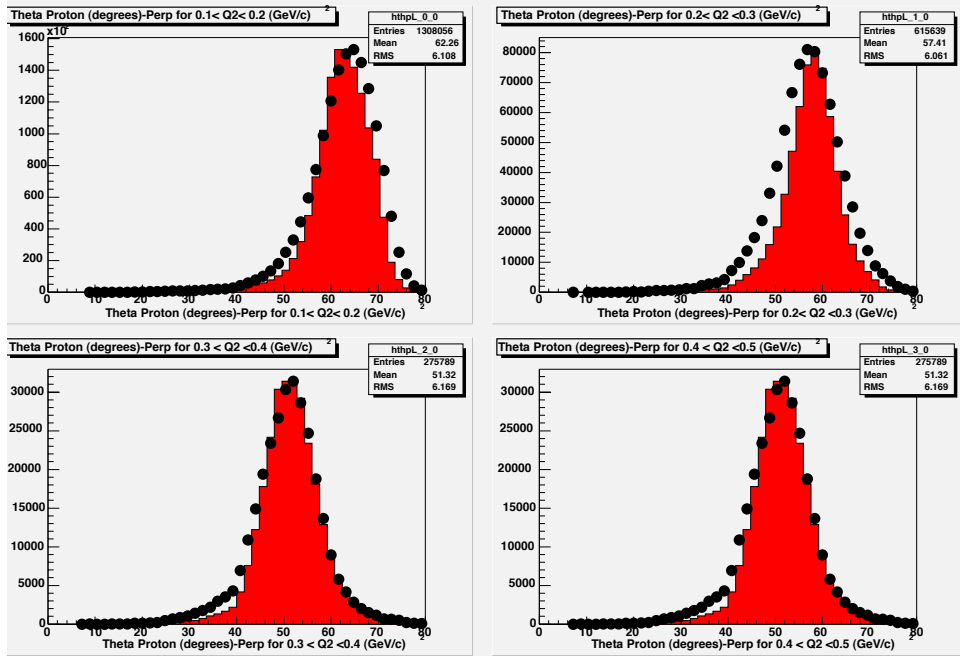 Theta Proton (degrees)-Perp for 0.1< Q2< 0.2 (GeV/c) 2
hthpL_0_0
Entries 1308056
Mean 62.26
RMS 6.108
x10
1600
1400
1200
1000
800
600
400
200
0
0 10 20 30 40 50 60 70 80
Theta Proton (degrees)-Perp for 0.1< Q2< 0.2 (GeV/c) 2
Theta Proton (degrees)-Perp for 0.2< Q2 <0.3 (GeV/c) 2
hthpL_1_0
Entries 615639
Mean 57.41
RMS 6.061
80000
70000
60000
50000
40000
30000
20000
10000
0
0 10 20 30 40 50 60 70 80
Theta Proton (degrees)-Perp for 0.2< Q2 <0.3 (GeV/c) 2
Theta Proton (degrees)-Perp for 0.3 < Q2 <0.4 (GeV/c) 2
hthpL_2_0
Entries 275789
Mean 51.32
RMS 6.169
30000
25000
20000
15000
10000
5000
0
0 10 20 30 40 50 60 70 80
Theta Proton (degrees)-Perp for 0.3 < Q2 <0.4 (GeV/c) 2
Theta Proton (degrees)-Perp for 0.4 < Q2 <0.5 (GeV/c) 2
hthpL_3_0
Entries 275789
Mean 51.32
RMS 6.169
30000
25000
20000
15000
10000
5000
0
0 10 20 30 40 50 60 70 80
Theta Proton (degrees)-Perp for 0.4 < Q2 <0.5 (GeV/c) 2